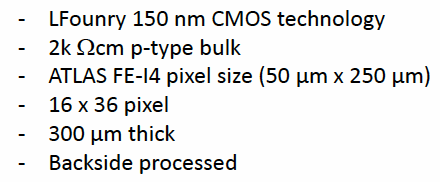 - LFounry 150 nm CMOS technology
- 2k Ωcm p-type bulk
- ATLAS FE-I4 pixel size (50 µm x 250 µm)
- 16 x 36 pixel
- 300 µm thick
- Backside processed